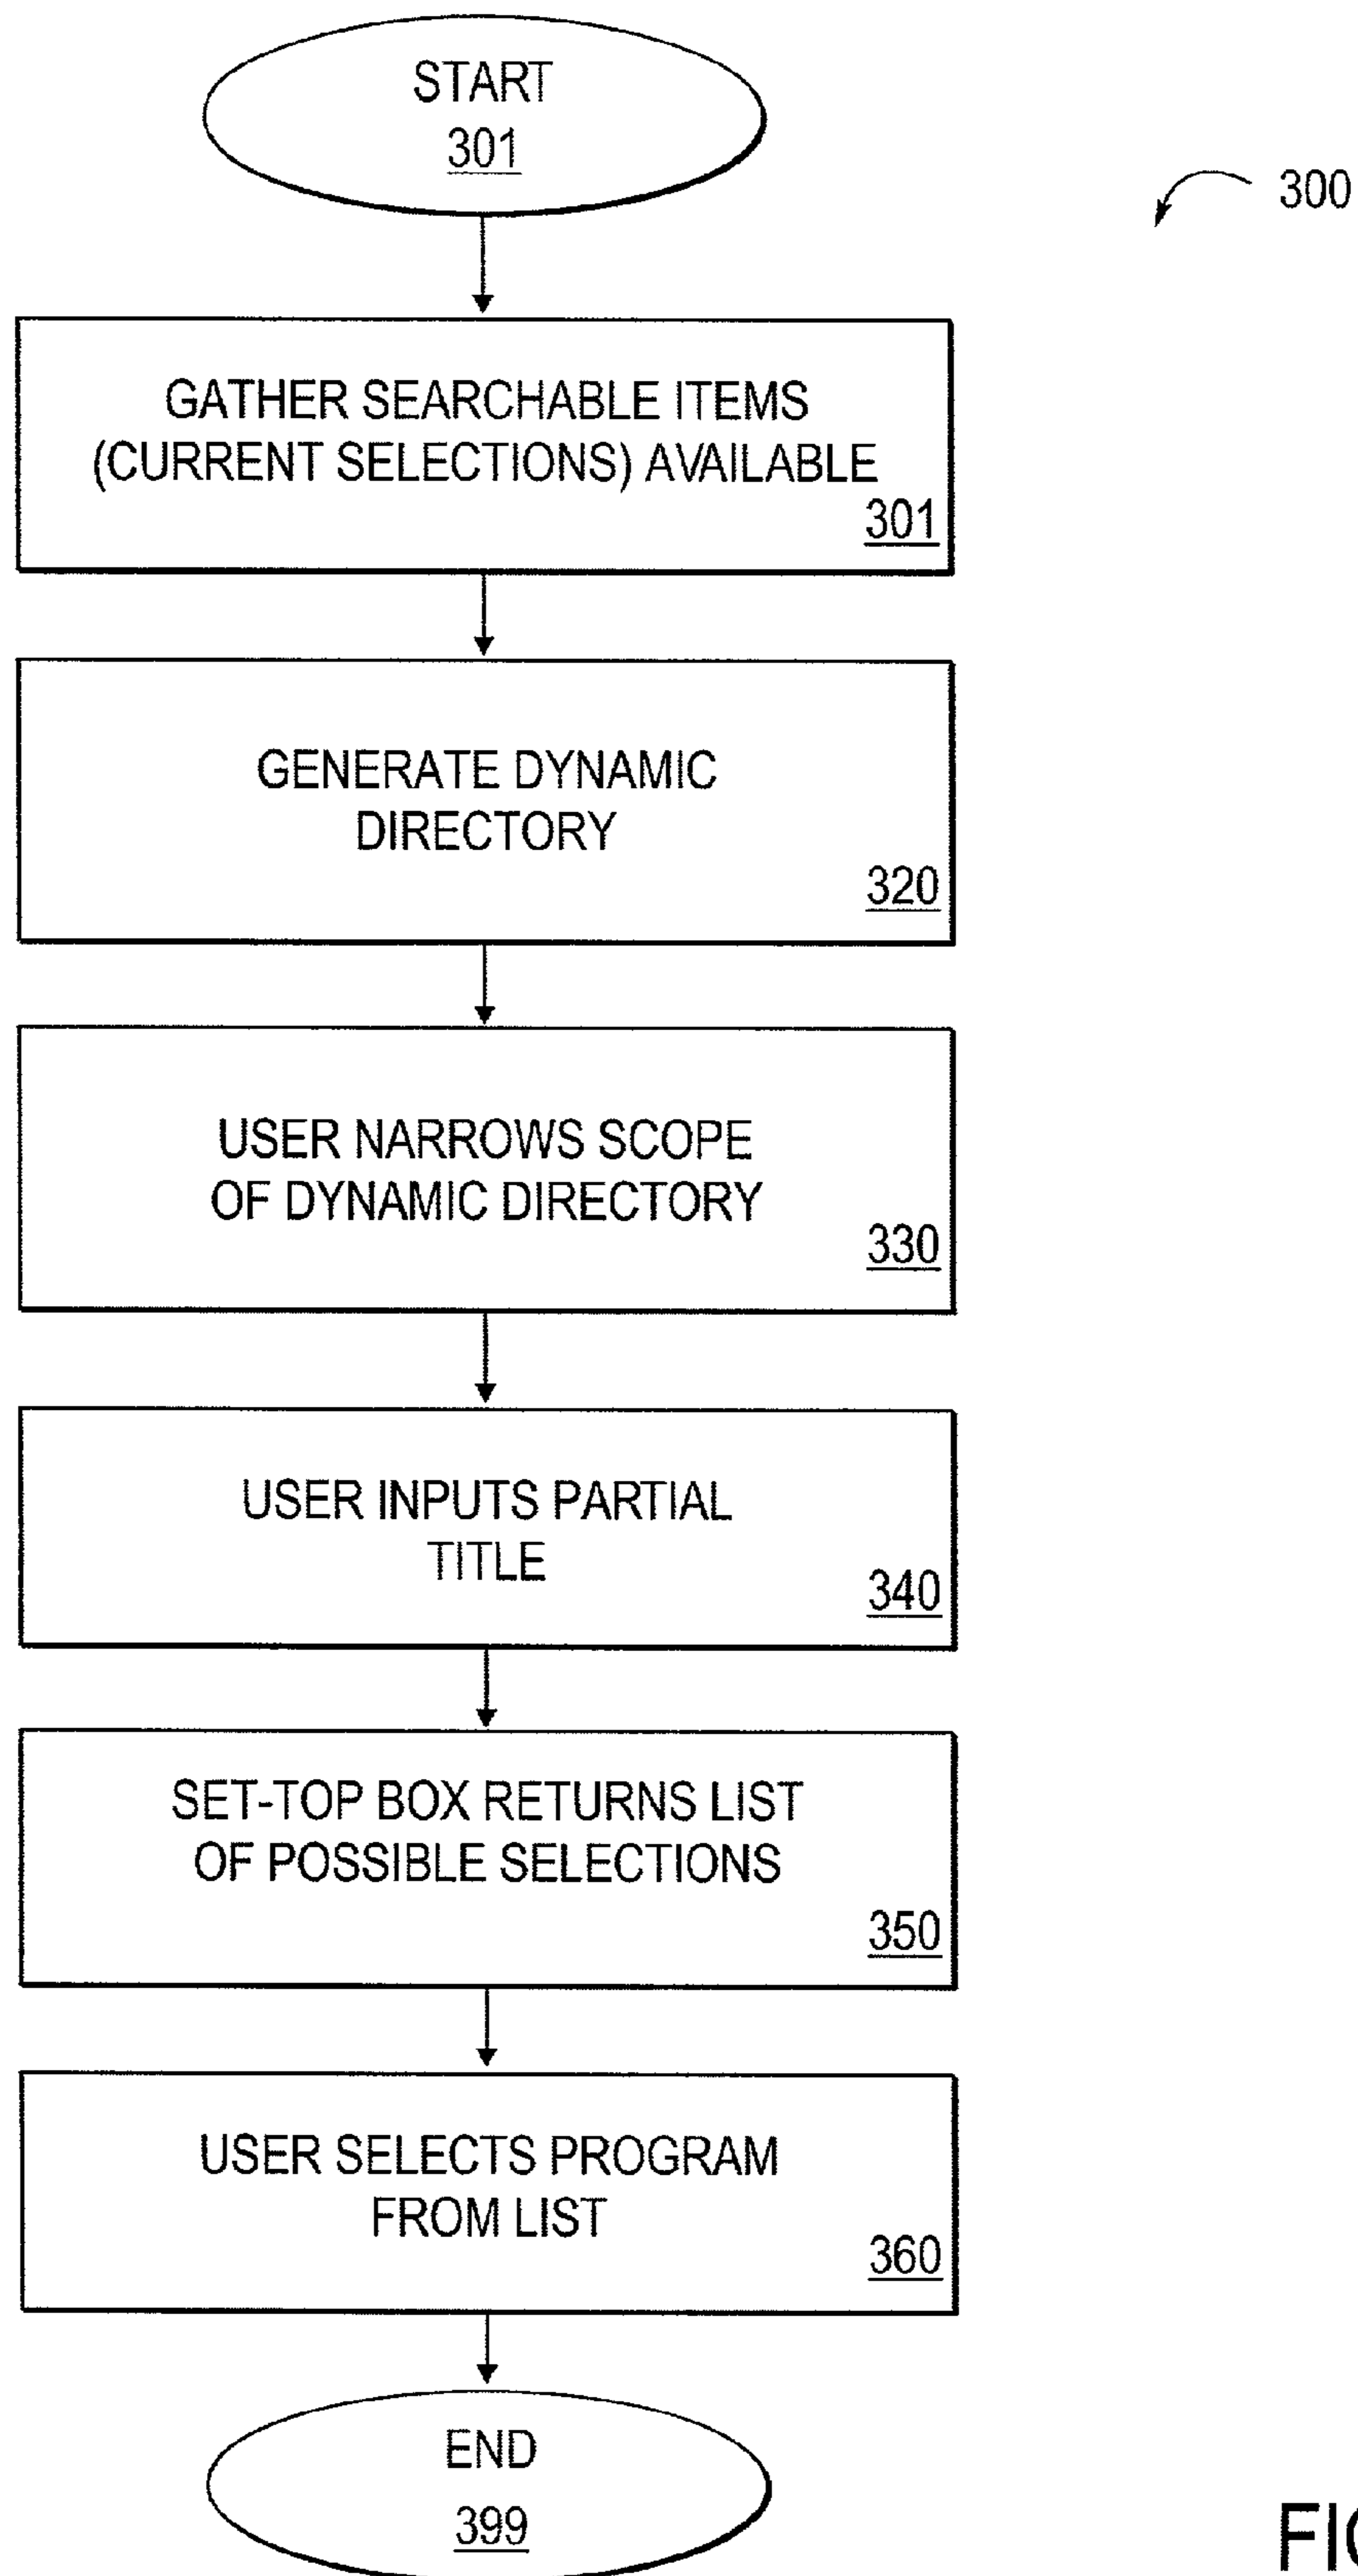 START
301
300
GATHER SEARCHABLE ITEMS
(CURRENT SELECTIONS) AVAILABLE
301
GENERATE DYNAMIC
DIRECTORY
320
USER NARROWS SCOPE
OF DYNAMIC DIRECTORY
330
USER INPUTS PARTIAL
TITLE
340
SET-TOP BOX RETURNS LIST
OF POSSIBLE SELECTIONS
350
USER SELECTS PROGRAM
FROM LIST
360
END
399